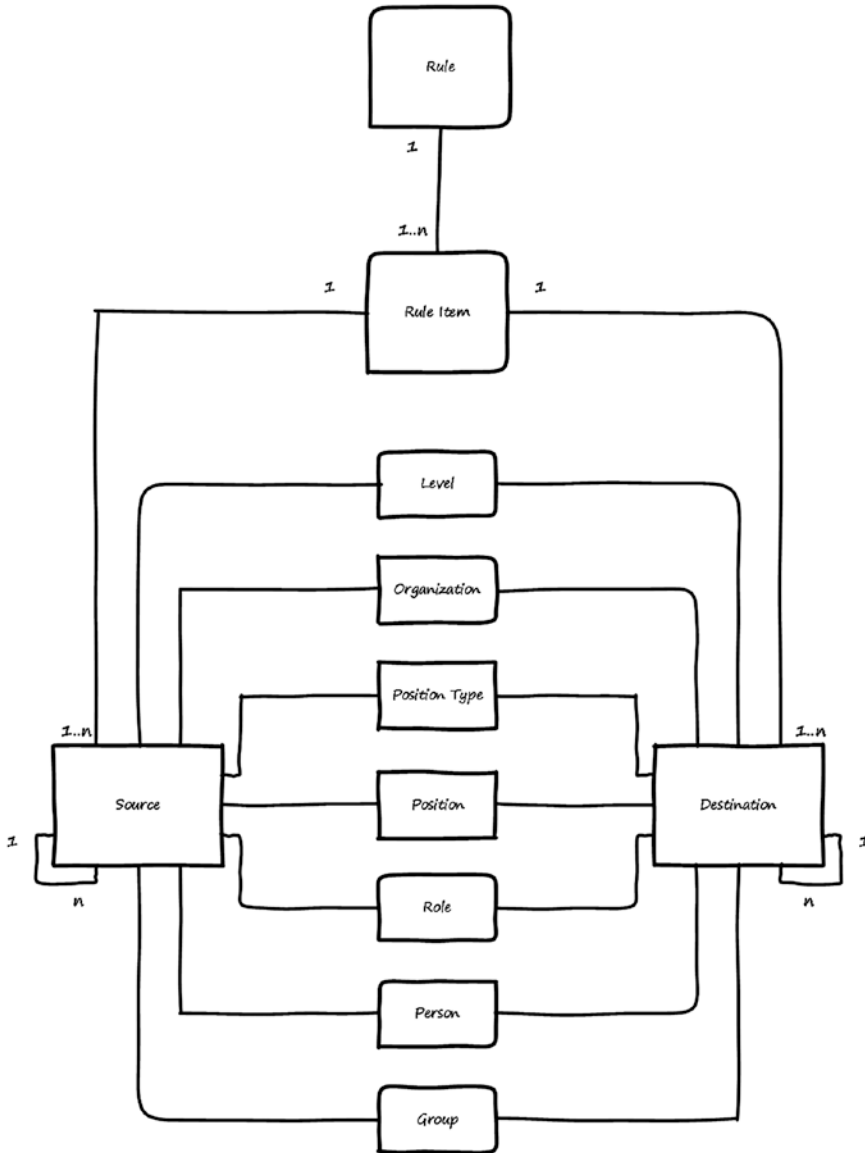 Rule
1
1..n
1
Rule Item
1
Level
Organization
Position Type
1..n
1..n
Source
Position
Destination
1
1
n
n
Role
Person
Group